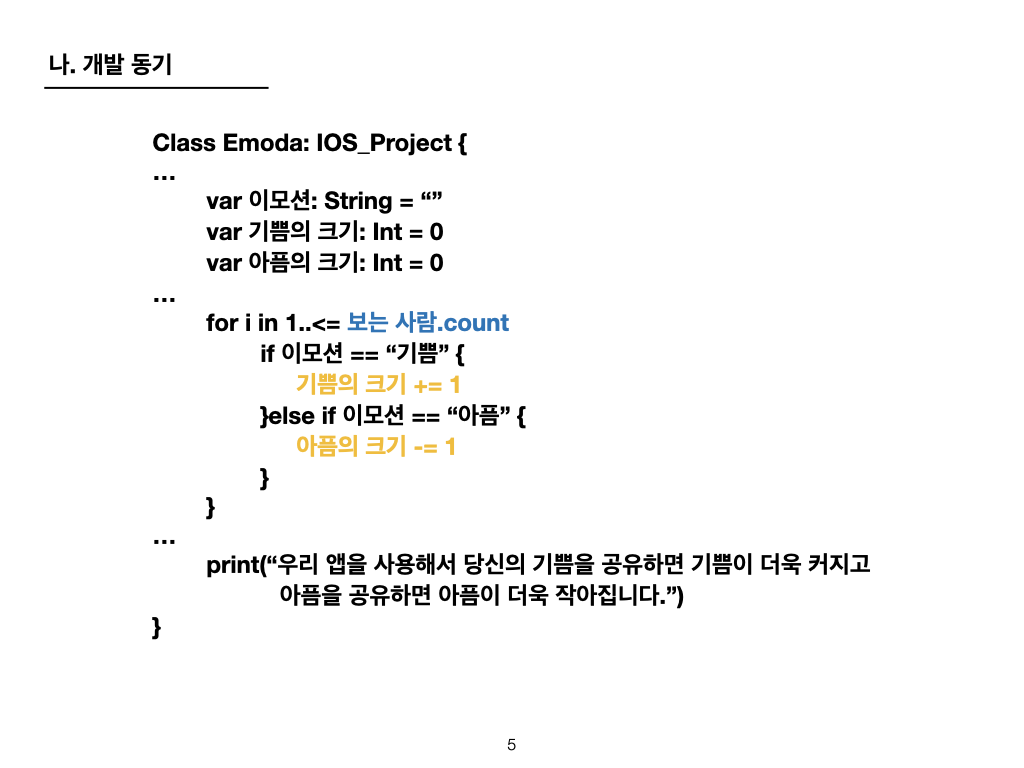 나. 개발 동기
Class Emoda: IOS_Project {
…
var 이모션: String = “”
var 기쁨의 크기: Int = 0
var 아픔의 크기: Int = 0
…
for i in 1..<= 보는 사람.count
if 이모션 == “기쁨” {
기쁨의 크기 += 1
}else if 이모션 == “아픔” {
아픔의 크기 -= 1
}
}
…
print(“우리 앱을 사용해서 당신의 기쁨을 공유하면 기쁨이 더욱 커지고
아픔을 공유하면 아픔이 더욱 작아집니다.”)
}
5